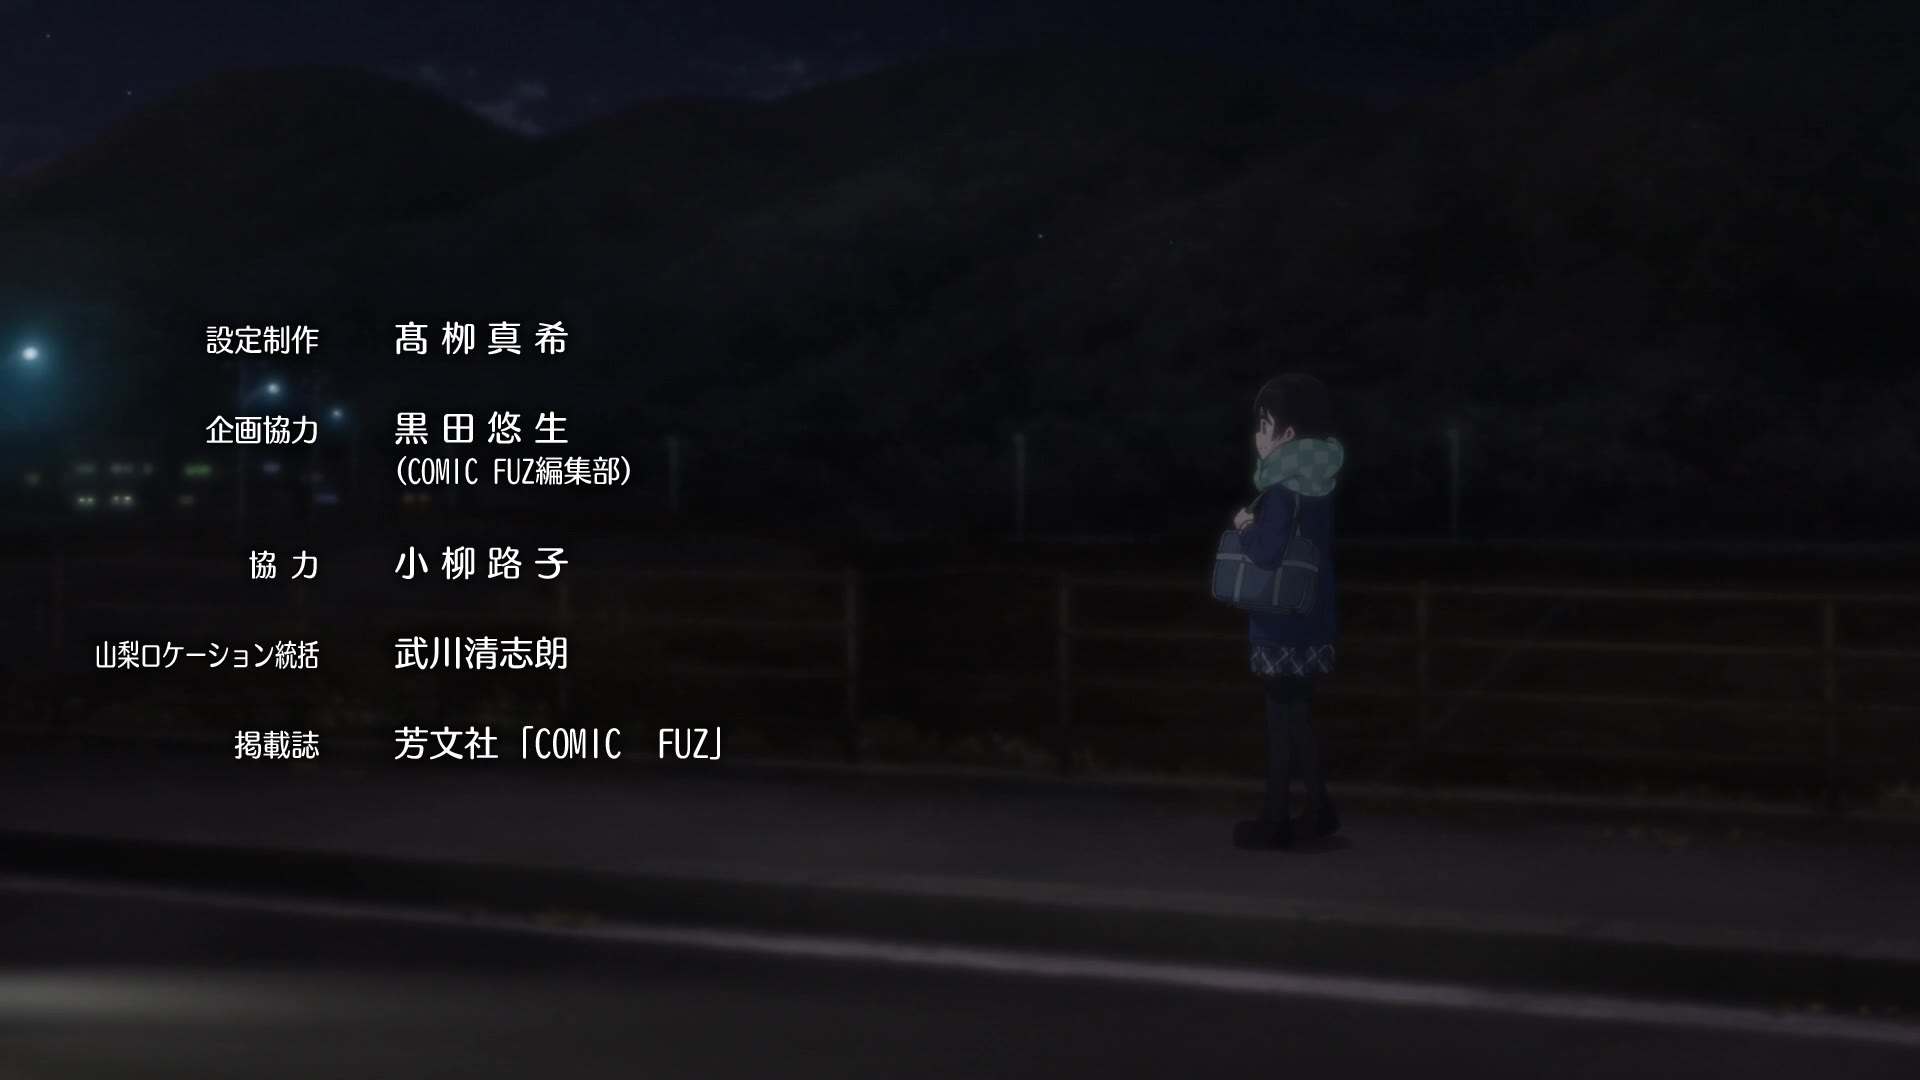 設定制作 髙栁真希
企画協力 黒田悠生
(COMIC FUZ編集部)
協力 小柳路子
山梨ロケーション統括 武川清志朗
掲載誌 芳文社「COMIC FUZ」